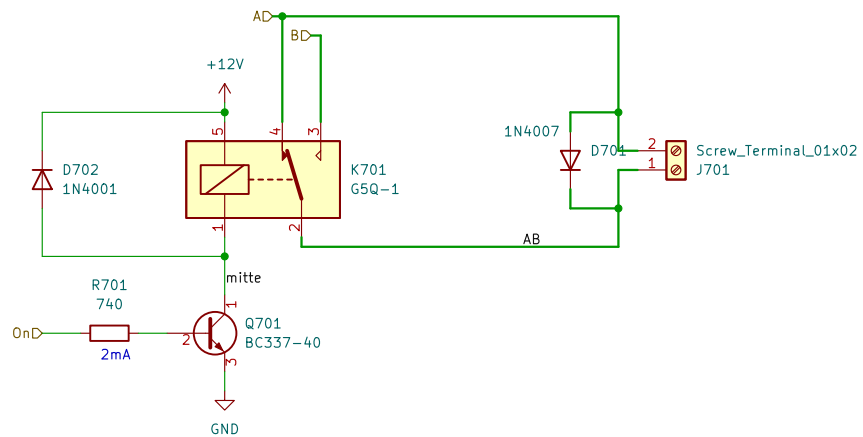 A
B
+12V
5
4
3
1N4007
D701
2
1
Screw_Terminal_01x02
J701
D702
1N4001
K701
G5Q-1
1
2
AB
mitte
R701
740
1
On
2
Q701
BC337-40
2mA
3
GND